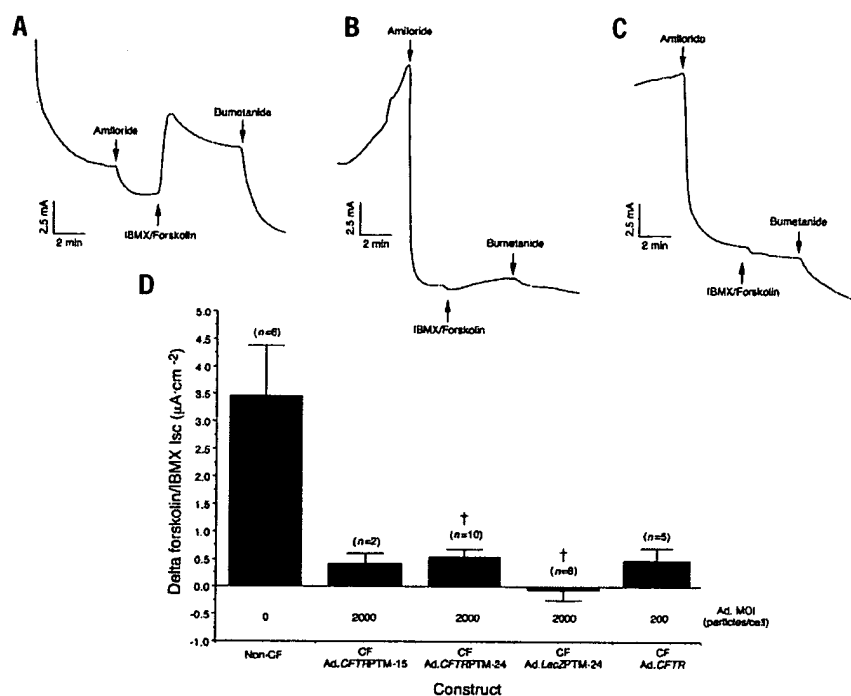 A
Amiloride
Bumetanide
IBMX/Forskolin
2.5 mA
2 min
B
Amiloride
Bumetanide
IBMX/Forskolin
2.5 mA
2 min
C
Amiloride
Bumetanide
IBMX/Forskolin
2.5 mA
2 min
D
Delta forskolin/IBMX Isc (μA·cm -2)
5.0
4.5
4.0
3.5
3.0
2.5
2.0
1.5
1.0
0.5
0.0
-0.5
-1.0
(n=6)
(n=2)
†
(n=10)
†
(n=8)
(n=5)
0
2000
2000
2000
200
Ad. MOI
(particles/cell)
Non-CF
CF
Ad.CFTRPTM-15
CF
Ad.CFTRPTM-24
CF
Ad.LacZPTM-24
CF
Ad.CFTR
Construct